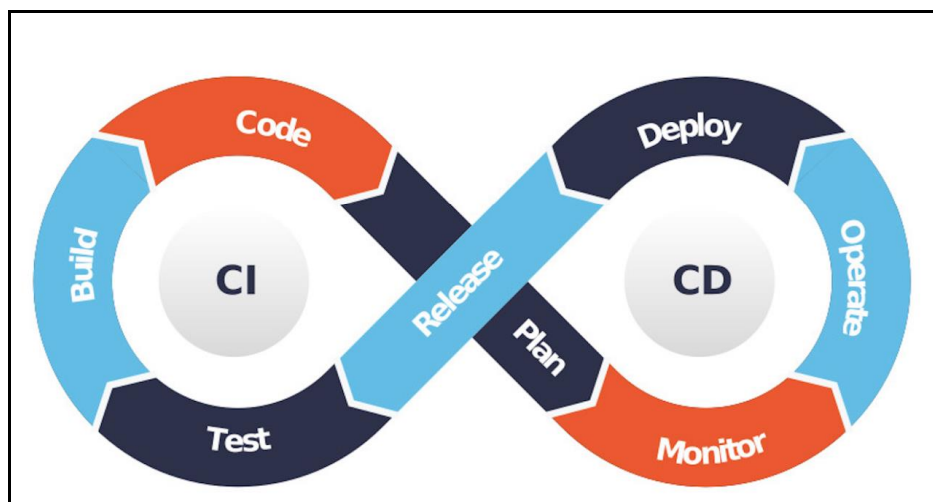 Code
Deploy
Build
CI
Release
CD
Operate
Plan
Test
Monitor